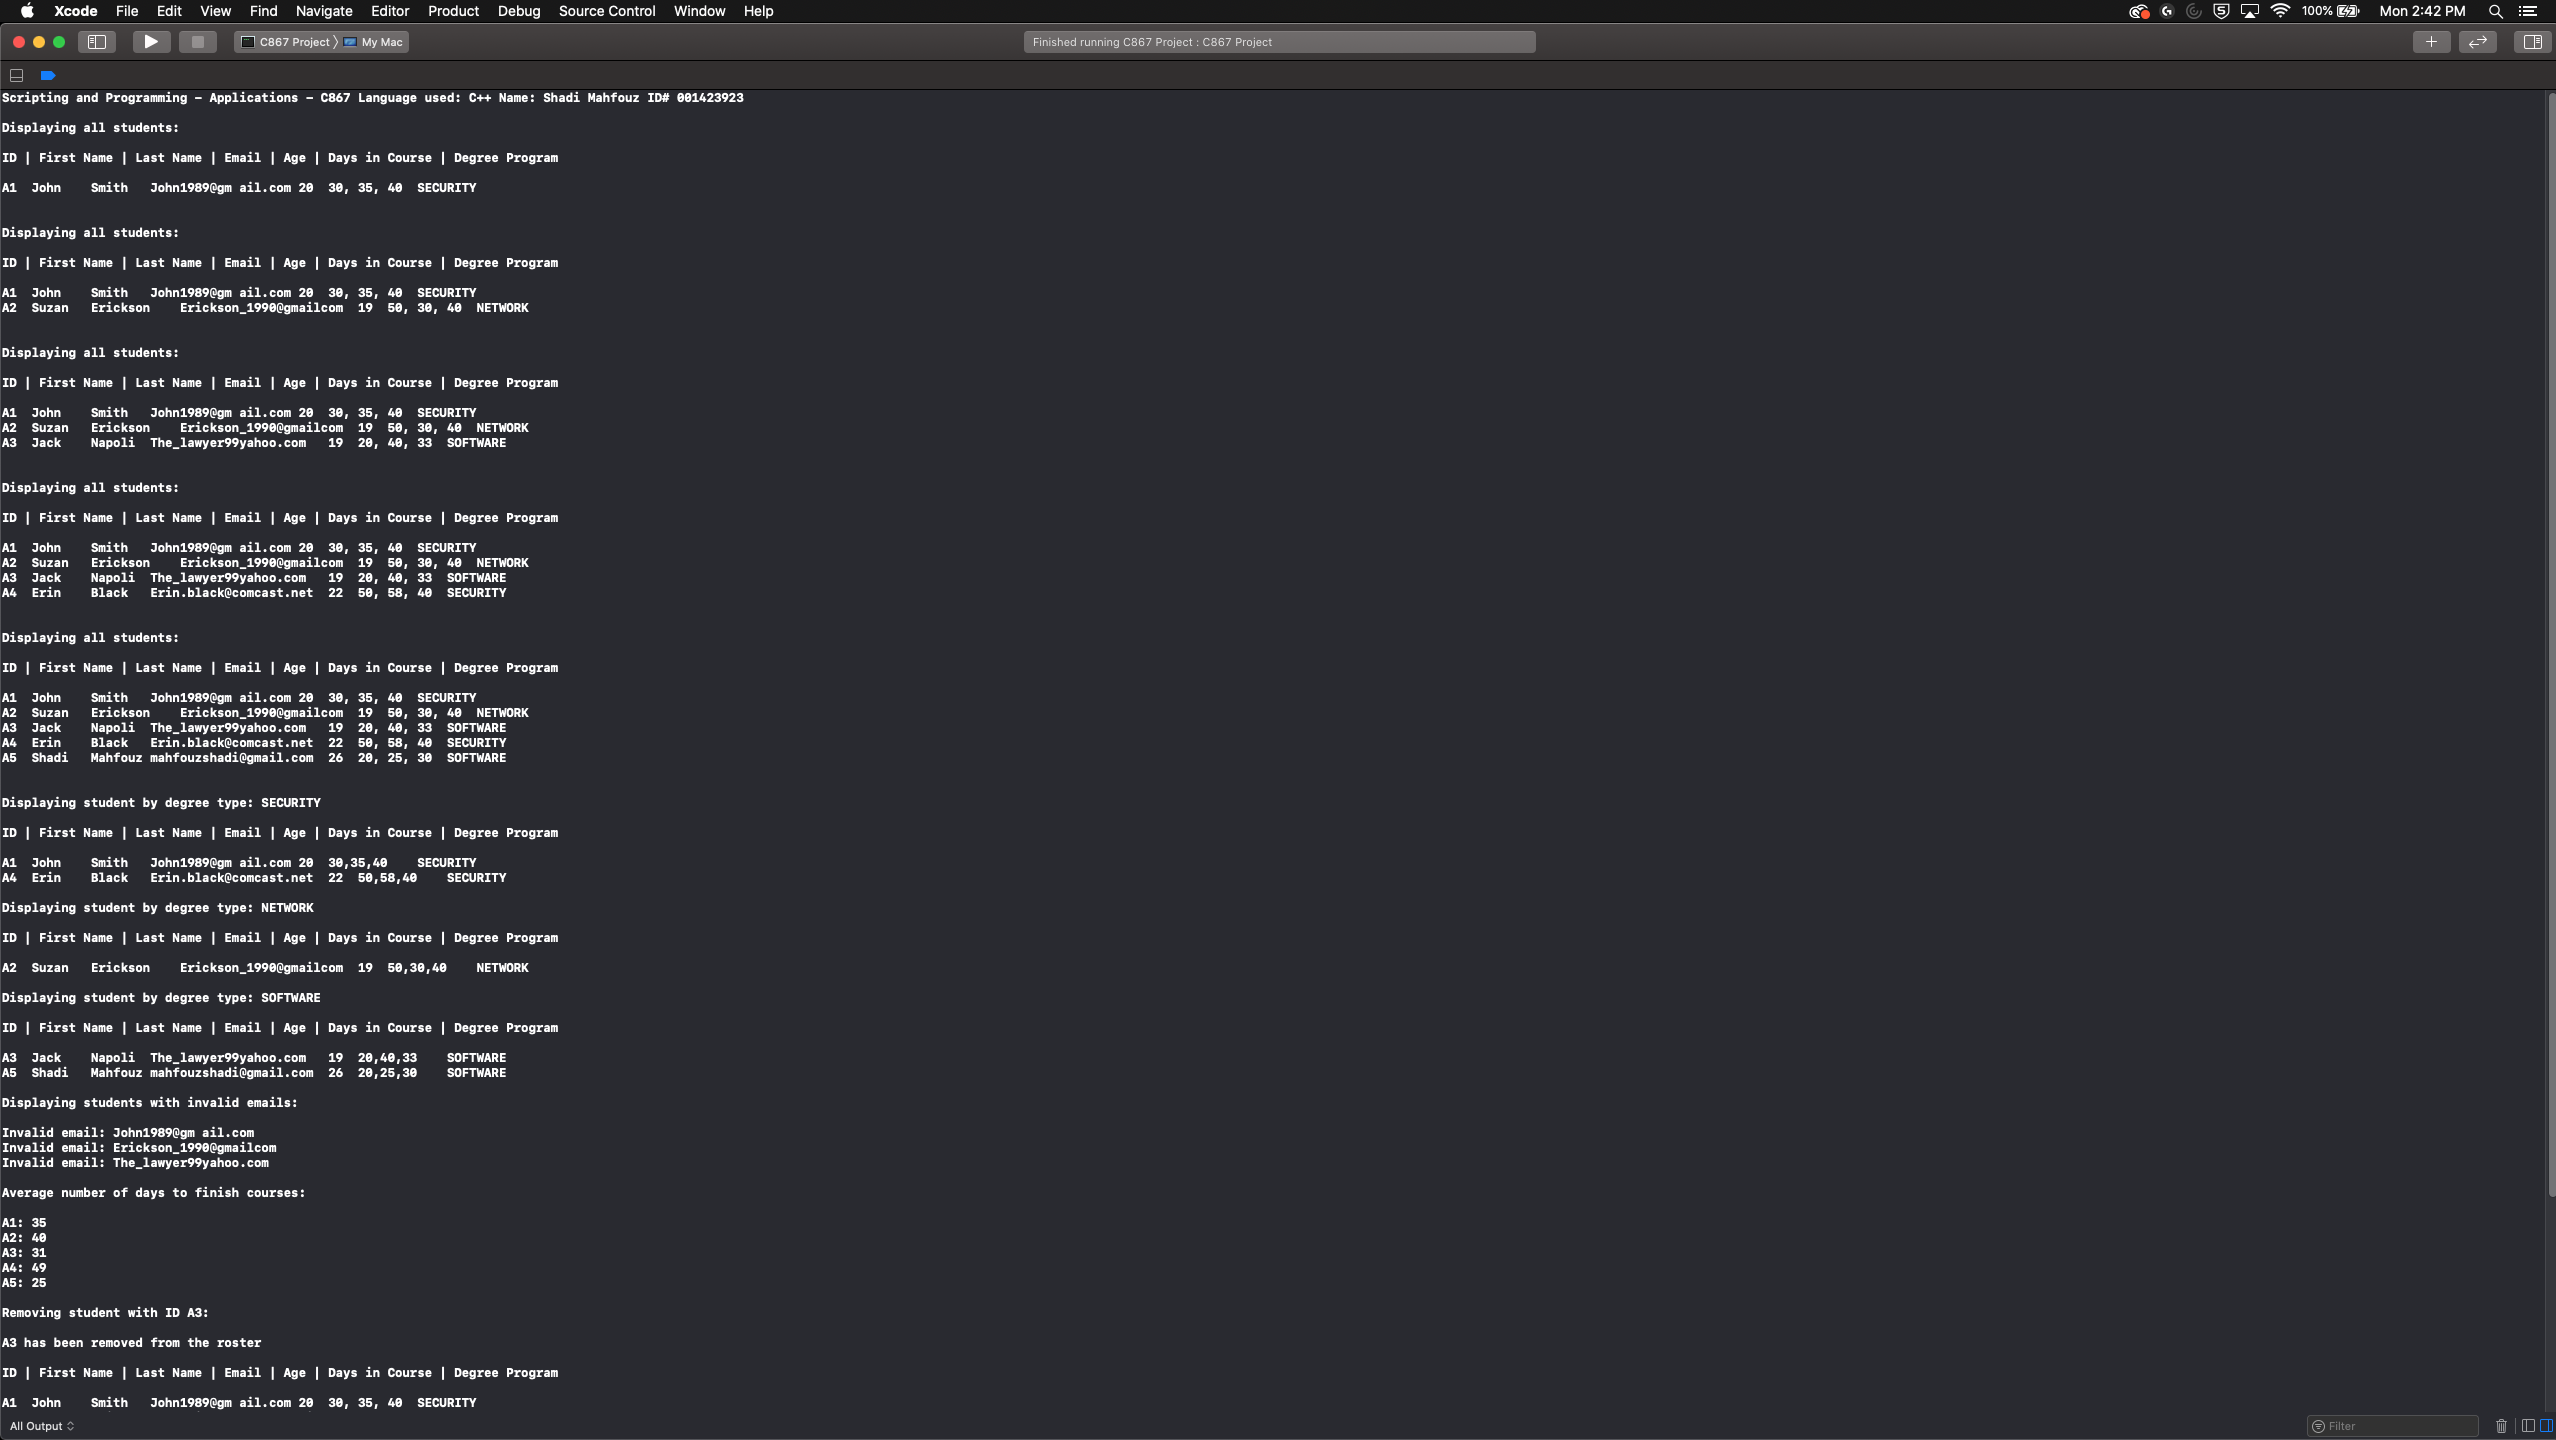 Xcode File Edit View Find Navigate Editor Product Debug Source Control Window Help 100% Mon 2:42 PM
C867 Project My Mac Finished running C867 Project : C867 Project
Scripting and Programming – Applications – C867 Language used: C++ Name: Shadi Mahfouz ID# 001423923
Displaying all students:
ID | First Name | Last Name | Email | Age | Days in Course | Degree Program
A1 John Smith John1989@gm ail.com 20 30, 35, 40 SECURITY
Displaying all students:
ID | First Name | Last Name | Email | Age | Days in Course | Degree Program
A1 John Smith John1989@gm ail.com 20 30, 35, 40 SECURITY
A2 Suzan Erickson Erickson_1990@gmailcom 19 50, 30, 40 NETWORK
Displaying all students:
ID | First Name | Last Name | Email | Age | Days in Course | Degree Program
A1 John Smith John1989@gm ail.com 20 30, 35, 40 SECURITY
A2 Suzan Erickson Erickson_1990@gmailcom 19 50, 30, 40 NETWORK
A3 Jack Napoli The_lawyer99yahoo.com 19 20, 40, 33 SOFTWARE
Displaying all students:
ID | First Name | Last Name | Email | Age | Days in Course | Degree Program
A1 John Smith John1989@gm ail.com 20 30, 35, 40 SECURITY
A2 Suzan Erickson Erickson_1990@gmailcom 19 50, 30, 40 NETWORK
A3 Jack Napoli The_lawyer99yahoo.com 19 20, 40, 33 SOFTWARE
A4 Erin Black Erin.black@comcast.net 22 50, 58, 40 SECURITY
Displaying all students:
ID | First Name | Last Name | Email | Age | Days in Course | Degree Program
A1 John Smith John1989@gm ail.com 20 30, 35, 40 SECURITY
A2 Suzan Erickson Erickson_1990@gmailcom 19 50, 30, 40 NETWORK
A3 Jack Napoli The_lawyer99yahoo.com 19 20, 40, 33 SOFTWARE
A4 Erin Black Erin.black@comcast.net 22 50, 58, 40 SECURITY
A5 Shadi Mahfouz mahfouzshadi@gmail.com 26 20, 25, 30 SOFTWARE
Displaying student by degree type: SECURITY
ID | First Name | Last Name | Email | Age | Days in Course | Degree Program
A1 John Smith John1989@gm ail.com 20 30,35,40 SECURITY
A4 Erin Black Erin.black@comcast.net 22 50,58,40 SECURITY
Displaying student by degree type: NETWORK
ID | First Name | Last Name | Email | Age | Days in Course | Degree Program
A2 Suzan Erickson Erickson_1990@gmailcom 19 50,30,40 NETWORK
Displaying student by degree type: SOFTWARE
ID | First Name | Last Name | Email | Age | Days in Course | Degree Program
A3 Jack Napoli The_lawyer99yahoo.com 19 20,40,33 SOFTWARE
A5 Shadi Mahfouz mahfouzshadi@gmail.com 26 20,25,30 SOFTWARE
Displaying students with invalid emails:
Invalid email: John1989@gm ail.com
Invalid email: Erickson_1990@gmailcom
Invalid email: The_lawyer99yahoo.com
Average number of days to finish courses:
A1: 35
A2: 40
A3: 31
A4: 49
A5: 25
Removing student with ID A3:
A3 has been removed from the roster
ID | First Name | Last Name | Email | Age | Days in Course | Degree Program
A1 John Smith John1989@gm ail.com 20 30, 35, 40 SECURITY
All Output Filter